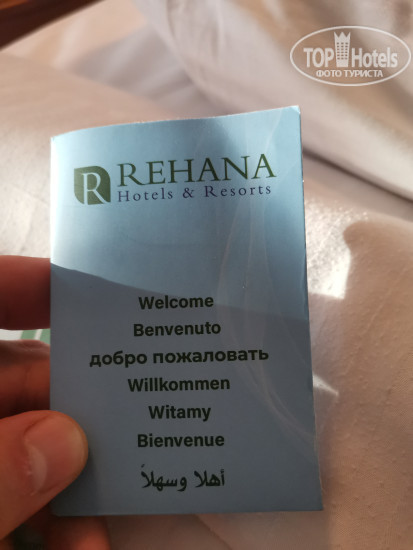 TOP Hotels
ФОТО ТУРИСТА
R REHANA
Hotels & Resorts
Welcome
Benvenuto
добро пожаловать
Willkommen
Witamy
Bienvenue
أهلا وسهلاً